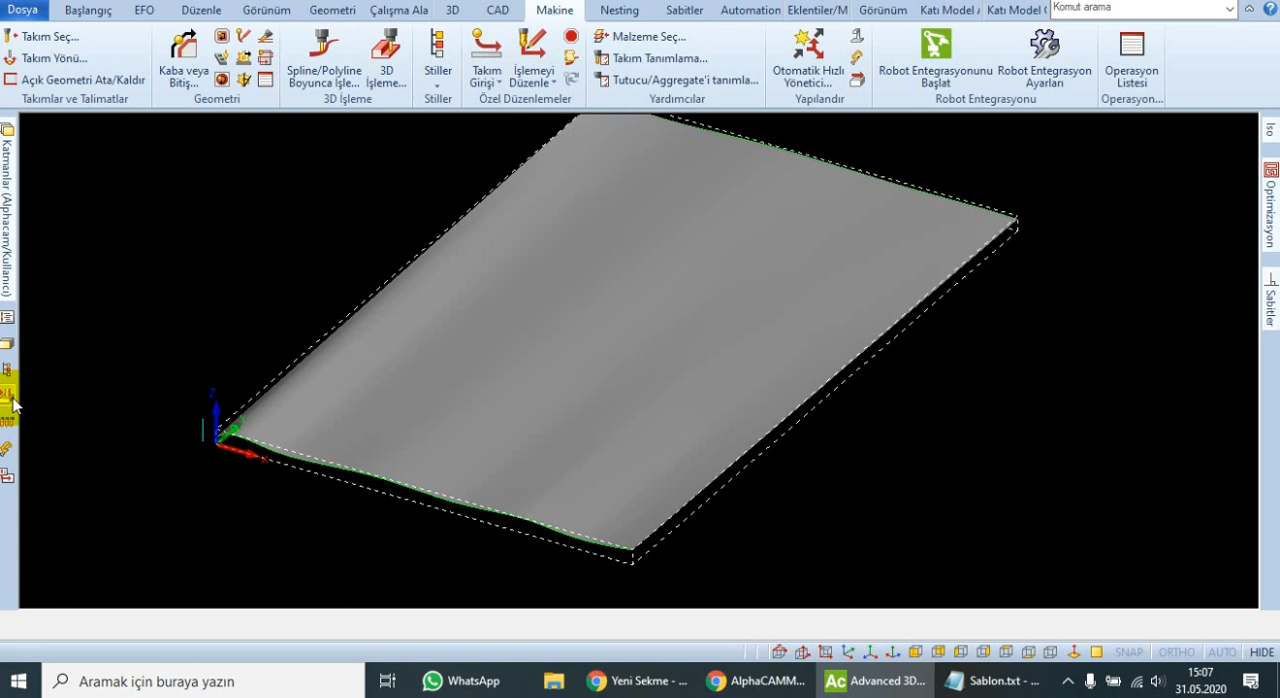 Dosya Başlangıç EFO Düzenle Görünüm Geometri Çalışma Ala 3D CAD Makine Nesting Sabitler Automation Eklentiler/M Görünüm Katı Model Katı Model Komut arama
Takım Seç...
Takım Yönü...
Açık Geometri Ata/Kaldır
Takımlar ve Talimatlar
Kaba veya
Bitiş...
Geometri
Spline/Polyline
Boyunca İşle...
3D
İşleme...
3D İşleme
Stiller
Stiller
Takım
Girişi
İşlemeyi
Düzenle
Özel Düzenlemeler
Malzeme Seç...
Takım Tanımlama...
Tutucu/Aggregate'i tanımla...
Yardımcılar
Otomatik Hızlı
Yönetici...
Yapılandır
Robot Entegrasyonunu
Başlat
Robot Entegrasyon
Ayarları
Robot Entegrasyonu
Operasyon
Listesi
Operasyon...
Katmanlar (Alphacam/Kullanıcı)
Iso
Optimizasyon
Sabitler
Z
Y
X
SNAP ORTHO AUTO HIDE
Aramak için buraya yazın
WhatsApp
Yeni Sekme - ...
AlphaCAMM...
Ac Advanced 3D...
Sablon.txt - ...
15:07
31.05.2020